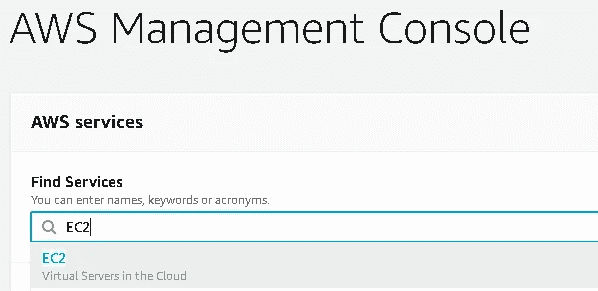 AWS Management Console
AWS services
Find Services
You can enter names, keywords or acronyms.
EC2
EC2
Virtual Servers in the Cloud